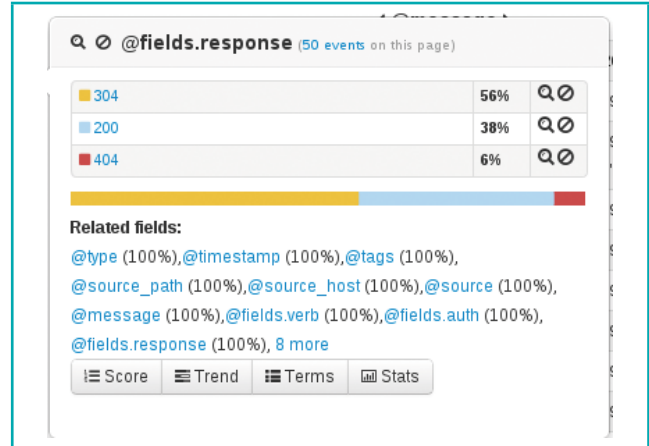 @message
@fields.response (50 events on this page)
304 56%
200 38%
404 6%
Related fields:
@type (100%),@timestamp (100%),@tags (100%),
@source_path (100%),@source_host (100%),@source (100%),
@message (100%),@fields.verb (100%),@fields.auth (100%),
@fields.response (100%), 8 more
Score Trend Terms Stats